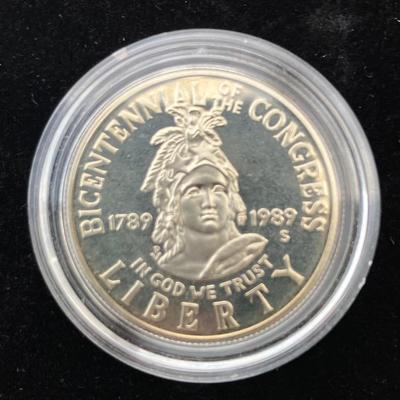 BICENTENNIAL OF THE CONGRESS
1789 1989
S
IN GOD WE TRUST
LIBERTY